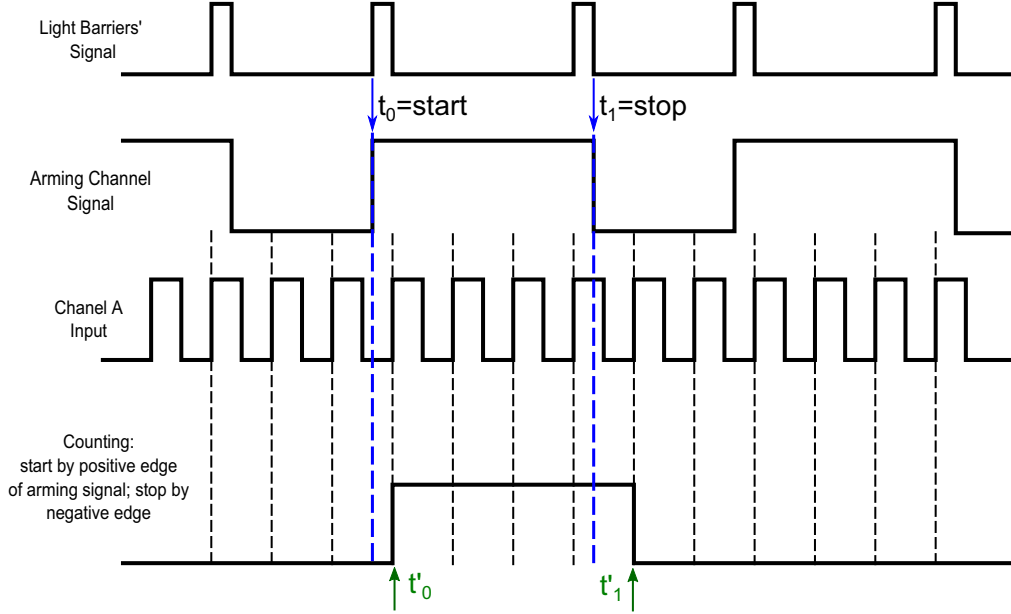 Light Barriers'
Signal
t0=start
t1=stop
Arming Channel
Signal
Chanel A
Input
Counting:
start by positive edge
of arming signal; stop by
negative edge
t'0
t'1